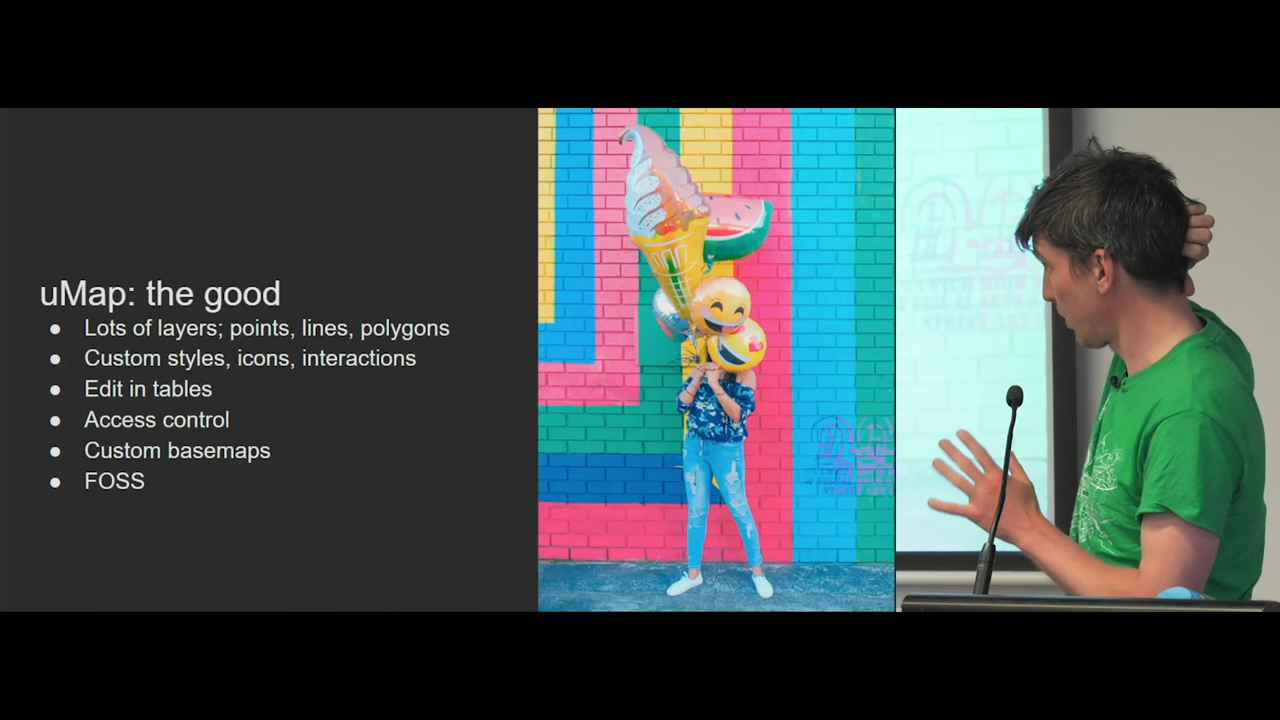 uMap: the good
● Lots of layers; points, lines, polygons
● Custom styles, icons, interactions
● Edit in tables
● Access control
● Custom basemaps
● FOSS